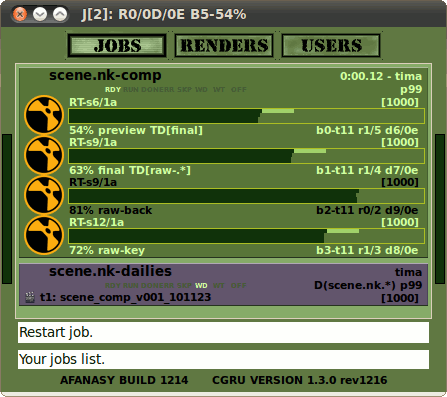 J[2]: R0/0D/0E B5-54%
JOBS RENDERS USERS
scene.nk-comp 0:00.12 - tima
RDY RUN DON ERR SKP WD WT OFF p99
RT-s6/1a [1000]
54% preview TD[final] b0-t11 r1/5 d6/0e
RT-s9/1a [1000]
63% final TD[raw-.*] b1-t11 r1/4 d7/0e
RT-s9/1a [1000]
81% raw-back b2-t11 r0/2 d9/0e
RT-s12/1a [1000]
72% raw-key b3-t11 r1/3 d8/0e
scene.nk-dailies tima
RDY RUN DON ERR SKP WD WT OFF D(scene.nk.*) p99
t1: scene_comp_v001_101123 [1000]
Restart job.
Your jobs list.
AFANASY BUILD 1214 CGRU VERSION 1.3.0 rev1216